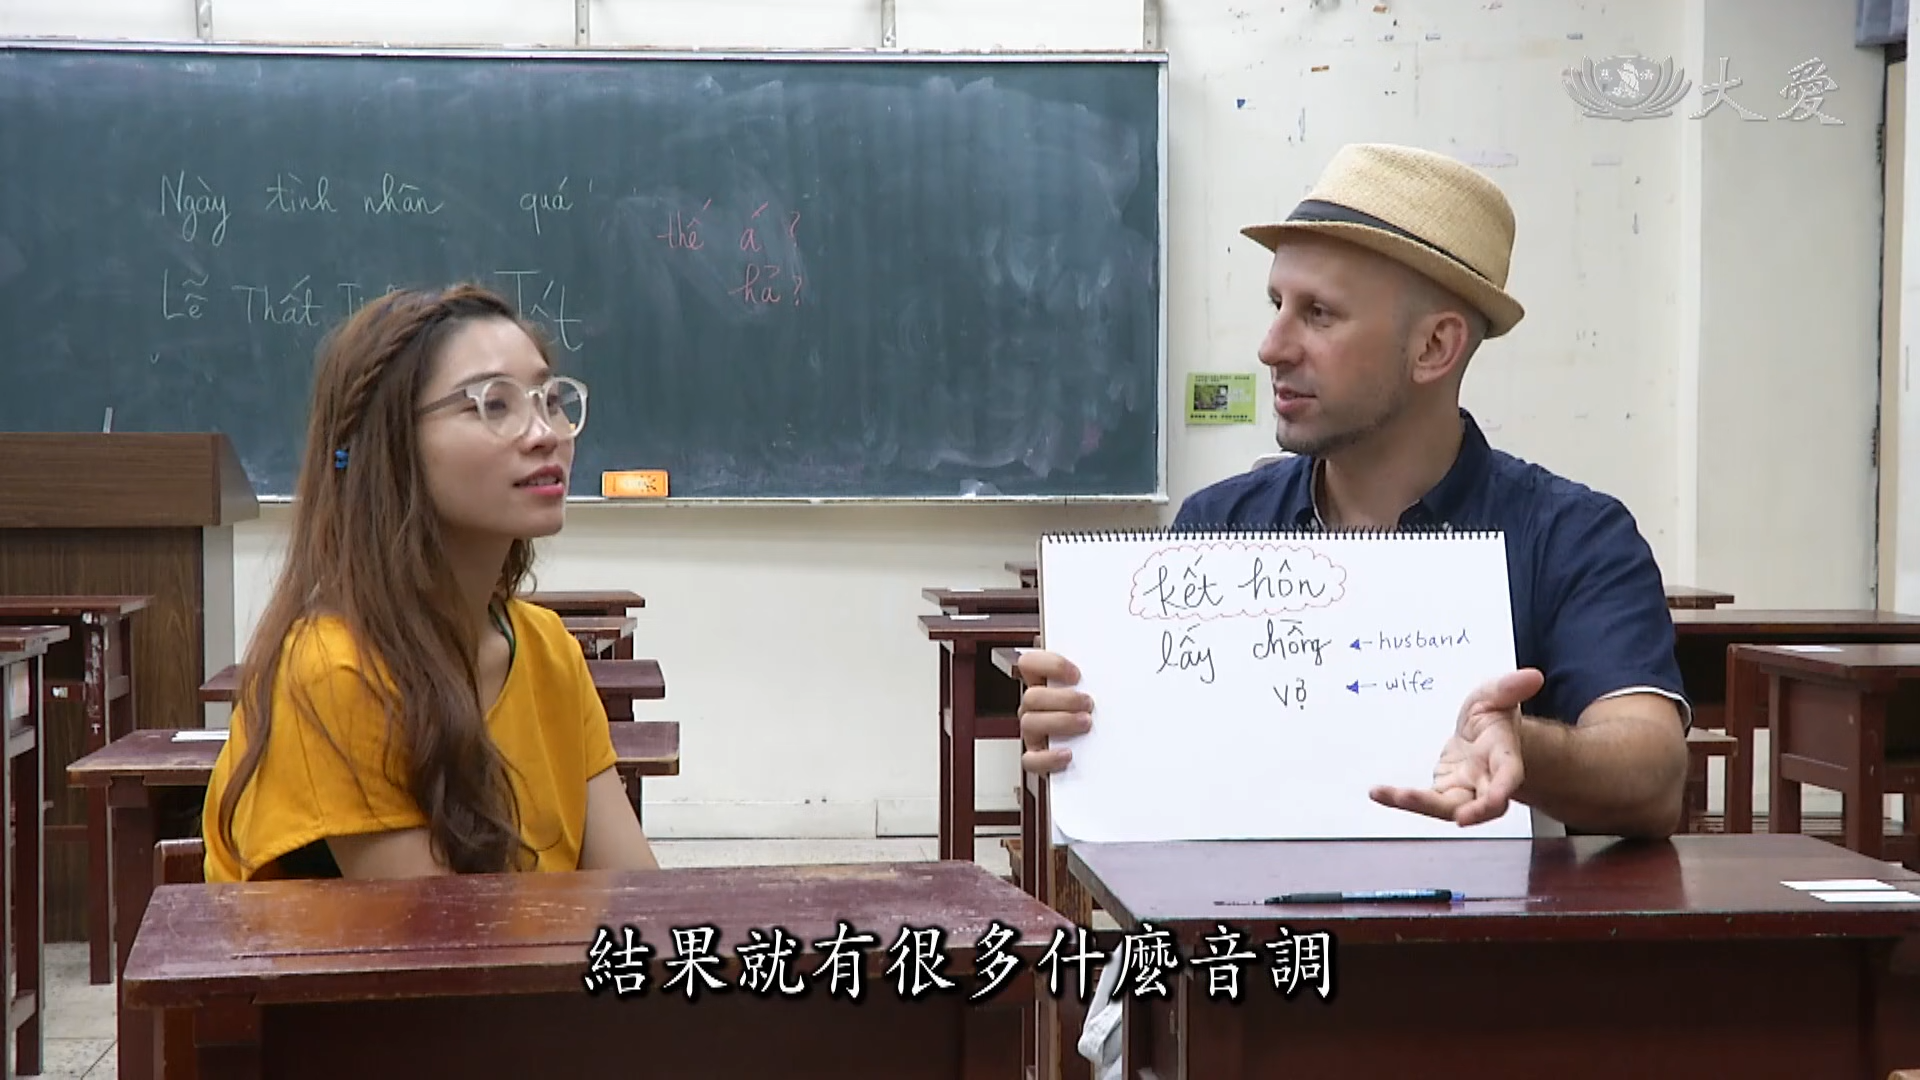 大愛
Ngày tình nhân quá
thế á?
hả?
Lễ Thất Tốt
kết hôn
lấy chồng ← husband
vợ ← wife
結果就有很多什麼音調